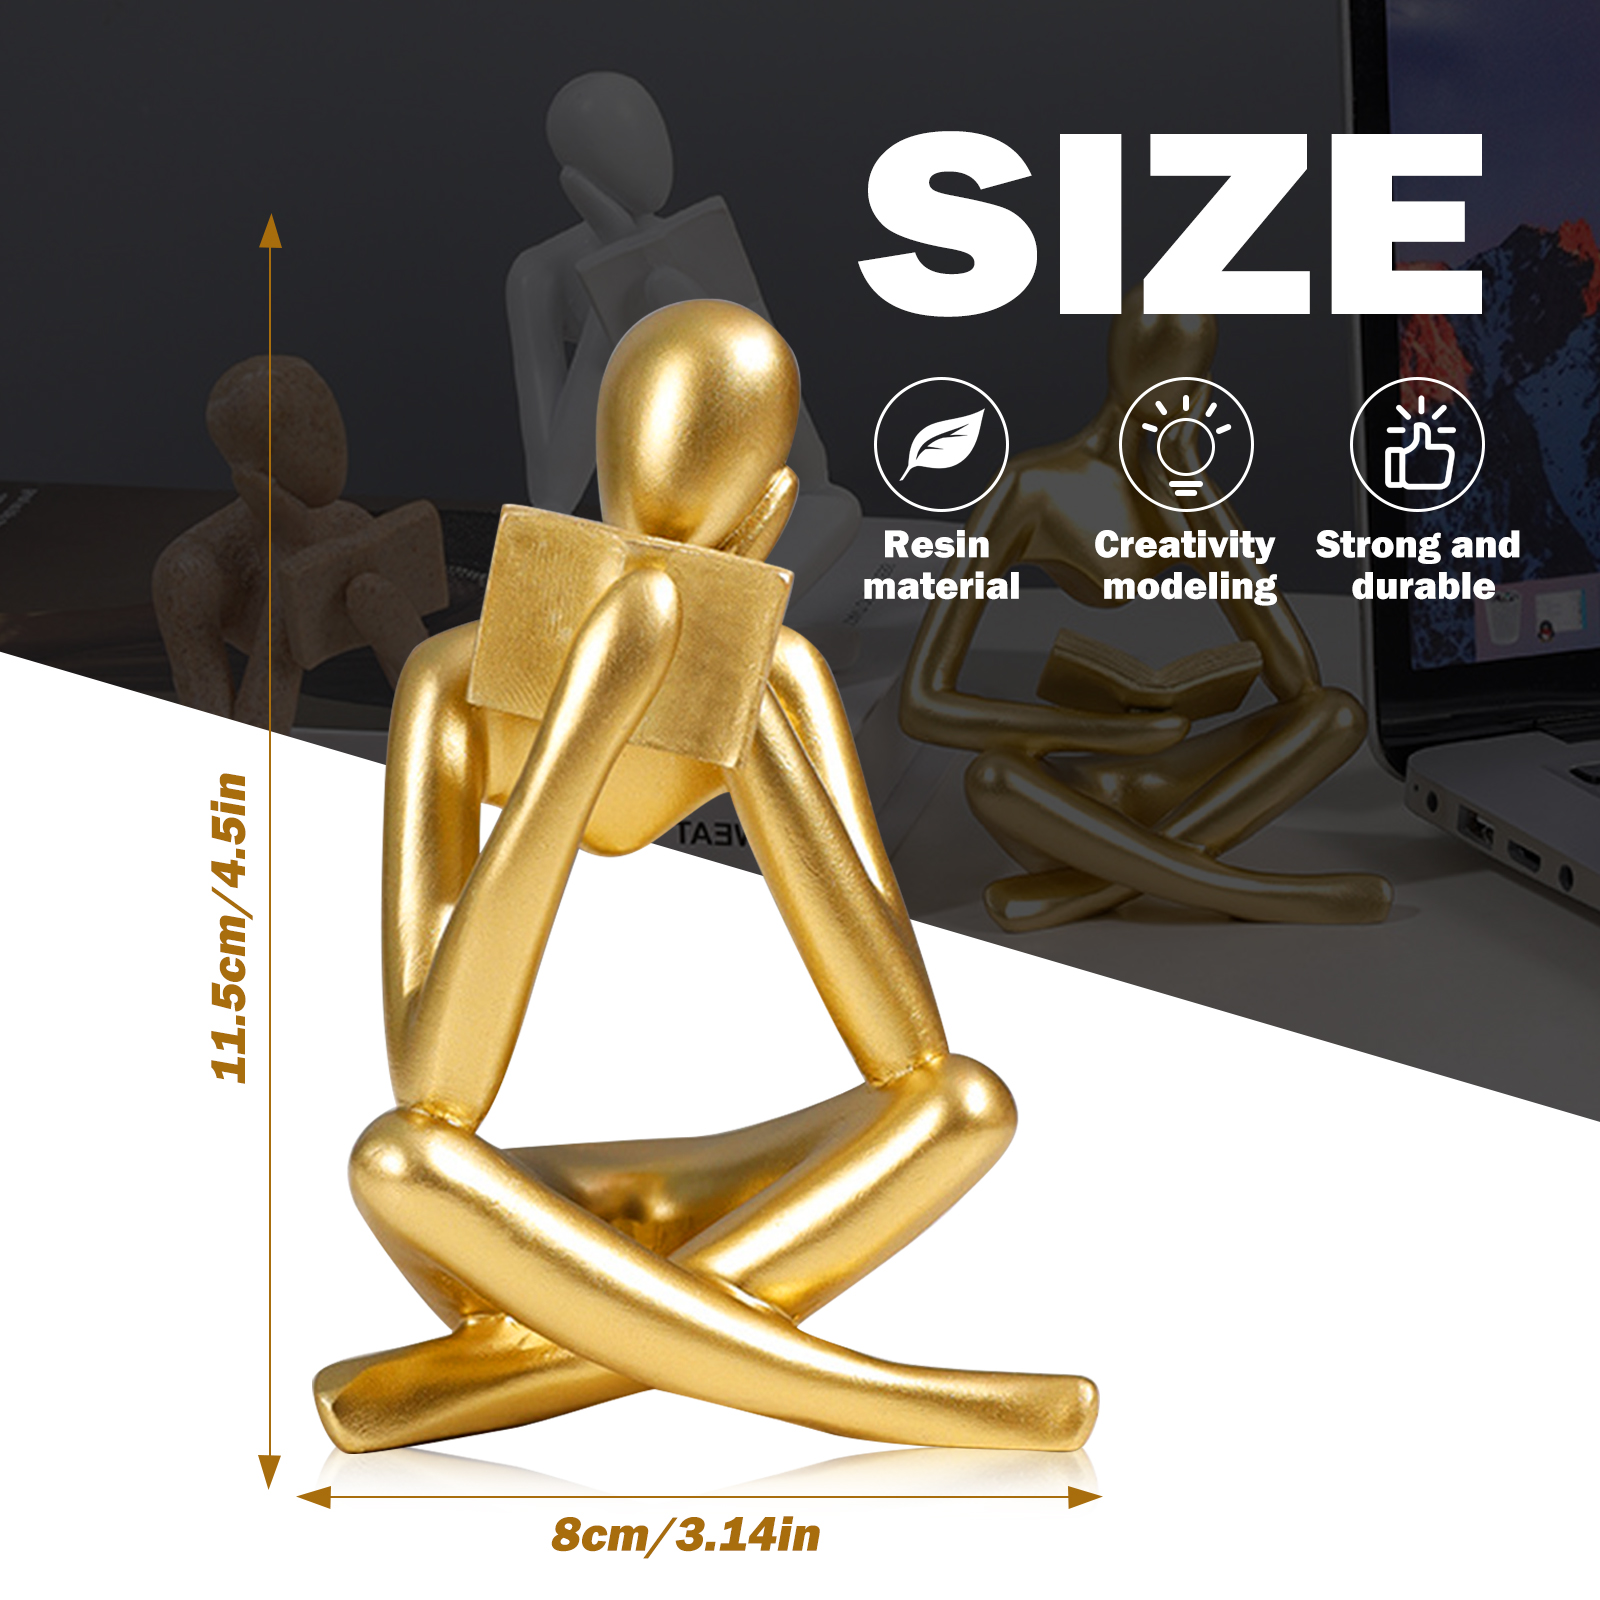 SIZE
Resin
material
Creativity
modeling
Strong and
durable
11.5cm/4.5in
8cm/3.14in